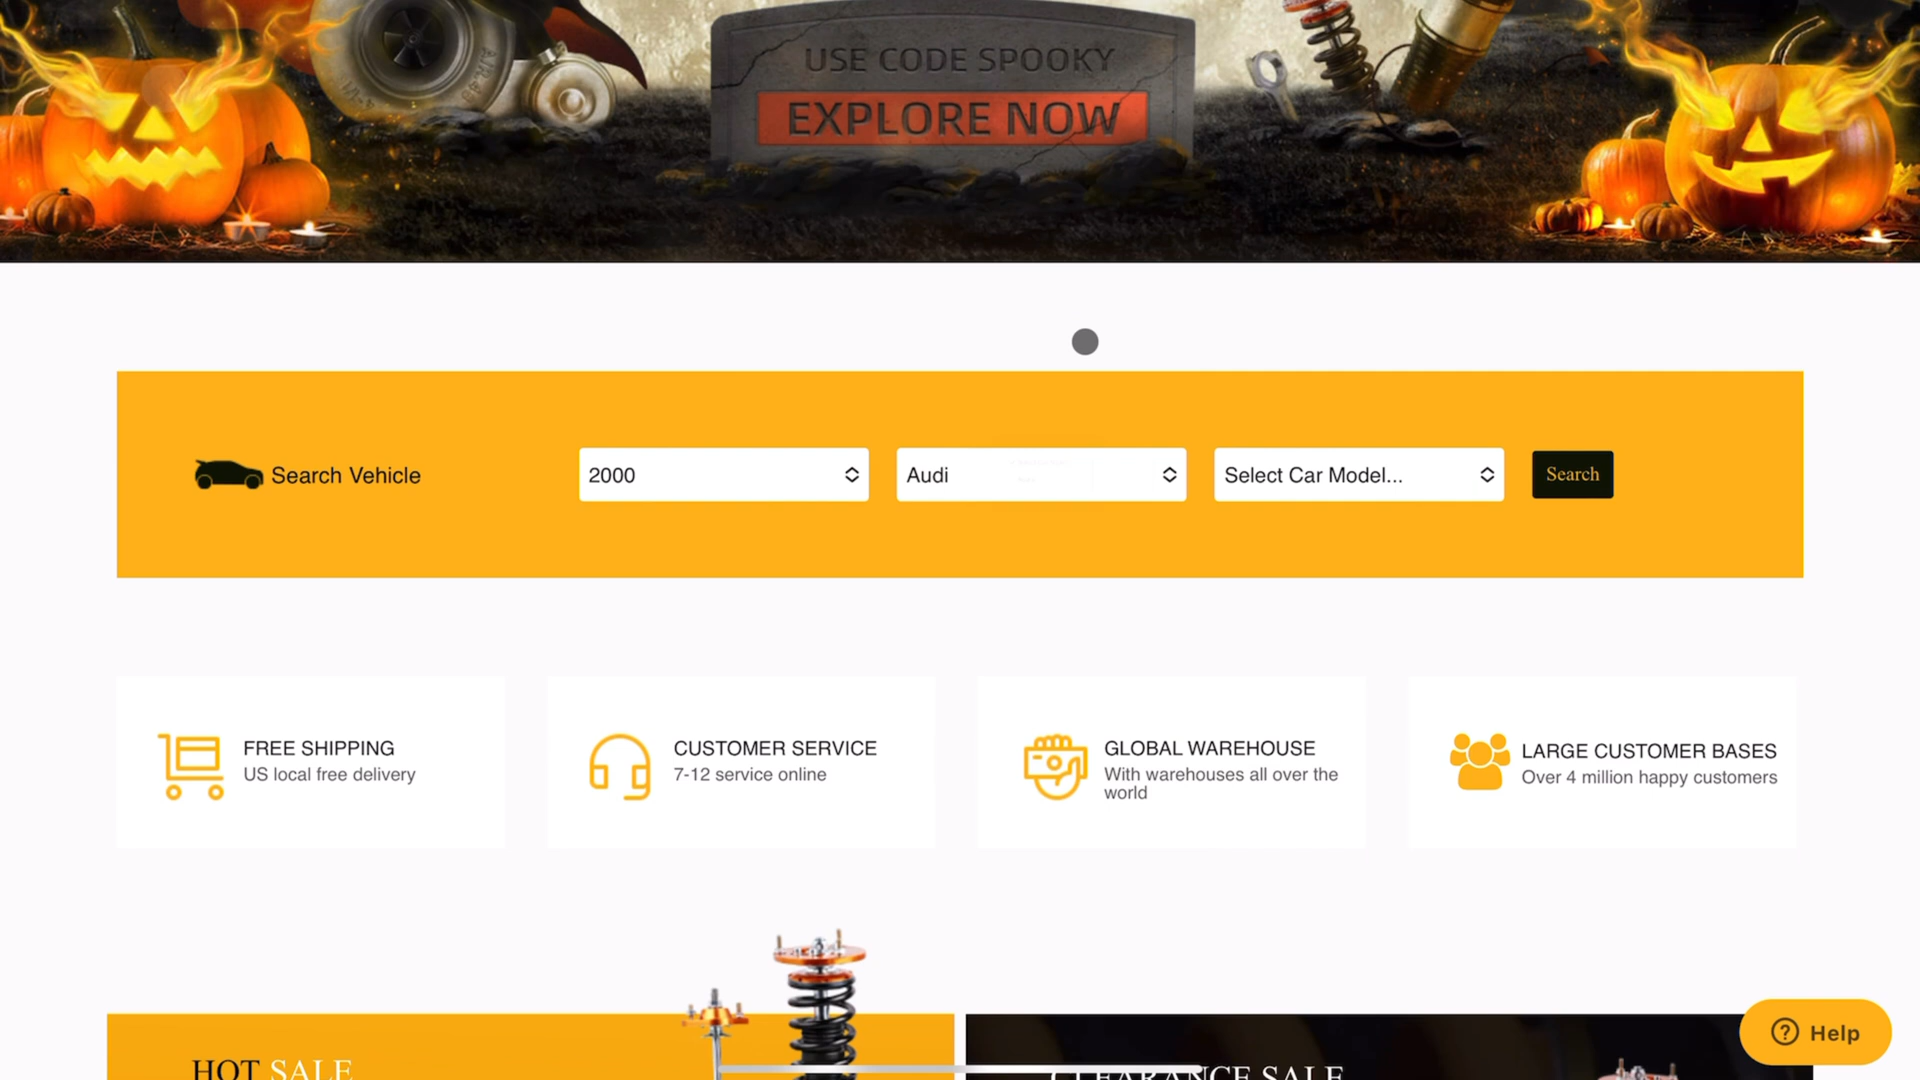 USE CODE SPOOKY
EXPLORE NOW
Search Vehicle
2000
Audi
Select Car Model...
Search
FREE SHIPPING
US local free delivery
CUSTOMER SERVICE
7-12 service online
GLOBAL WAREHOUSE
With warehouses all over the
world
LARGE CUSTOMER BASES
Over 4 million happy customers
HOT SALE
CLEARANCE SALE
Help